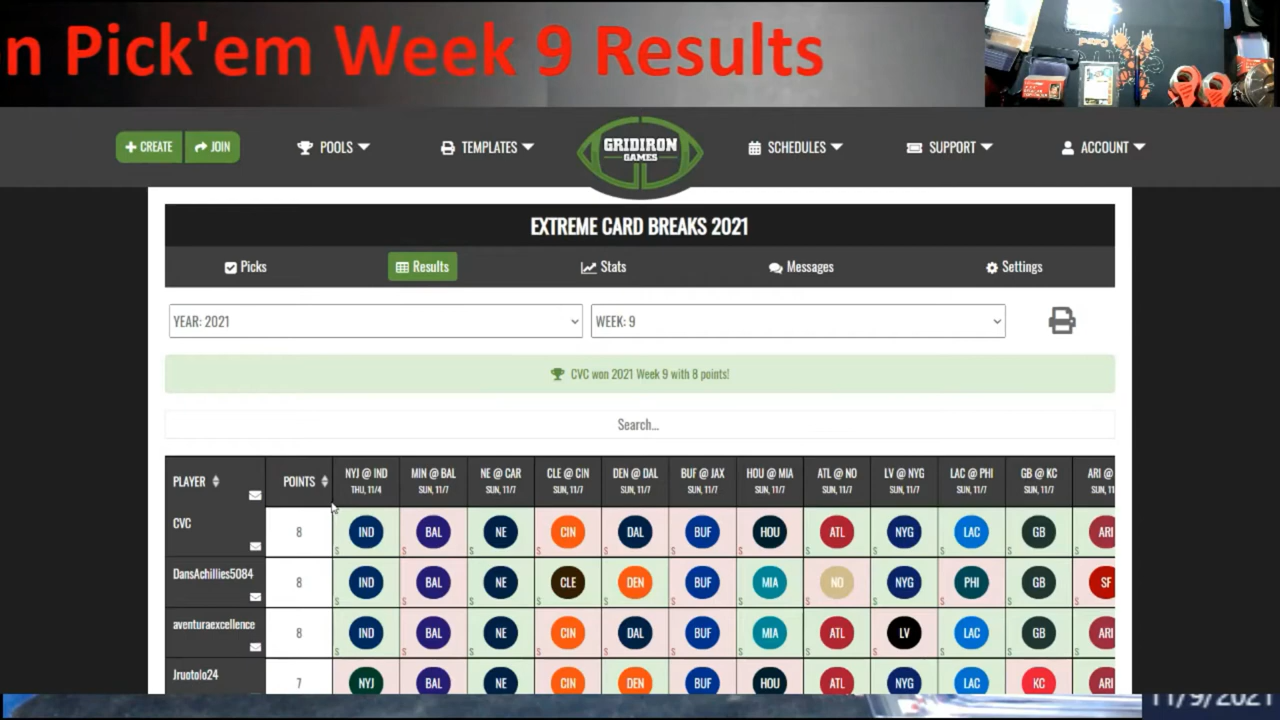 n Pick'em Week 9 Results
CREATE JOIN POOLS TEMPLATES GRIDIRON GAMES SCHEDULES SUPPORT ACCOUNT
EXTREME CARD BREAKS 2021
Picks Results Stats Messages Settings
YEAR: 2021 WEEK: 9
CVC won 2021 Week 9 with 8 points!
Search...
PLAYER POINTS NYJ @ IND MIN @ BAL NE @ CAR CLE @ CIN DEN @ DAL BUF @ JAX HOU @ MIA ATL @ NO LV @ NYG LAC @ PHI GB @ KC ARI @
THU, 11/4 SUN, 11/7 SUN, 11/7 SUN, 11/7 SUN, 11/7 SUN, 11/7 SUN, 11/7 SUN, 11/7 SUN, 11/7 SUN, 11/7 SUN, 11/7 SUN, 11
CVC 8 IND BAL NE CIN DAL BUF HOU ATL NYG LAC GB ARI
S S S S S S S S S S S S
DansAchillies5084 8 IND BAL NE CLE DEN BUF MIA NO NYG PHI GB SF
S S S S S S S S S S S S
aventuraexcellence 8 IND BAL NE CIN DAL BUF MIA ATL LV LAC GB ARI
S S S S S S S S S S S S
Jruotolo24 7 NYJ BAL NE CIN DEN BUF HOU ATL NYG LAC KC ARI
11/9/2021